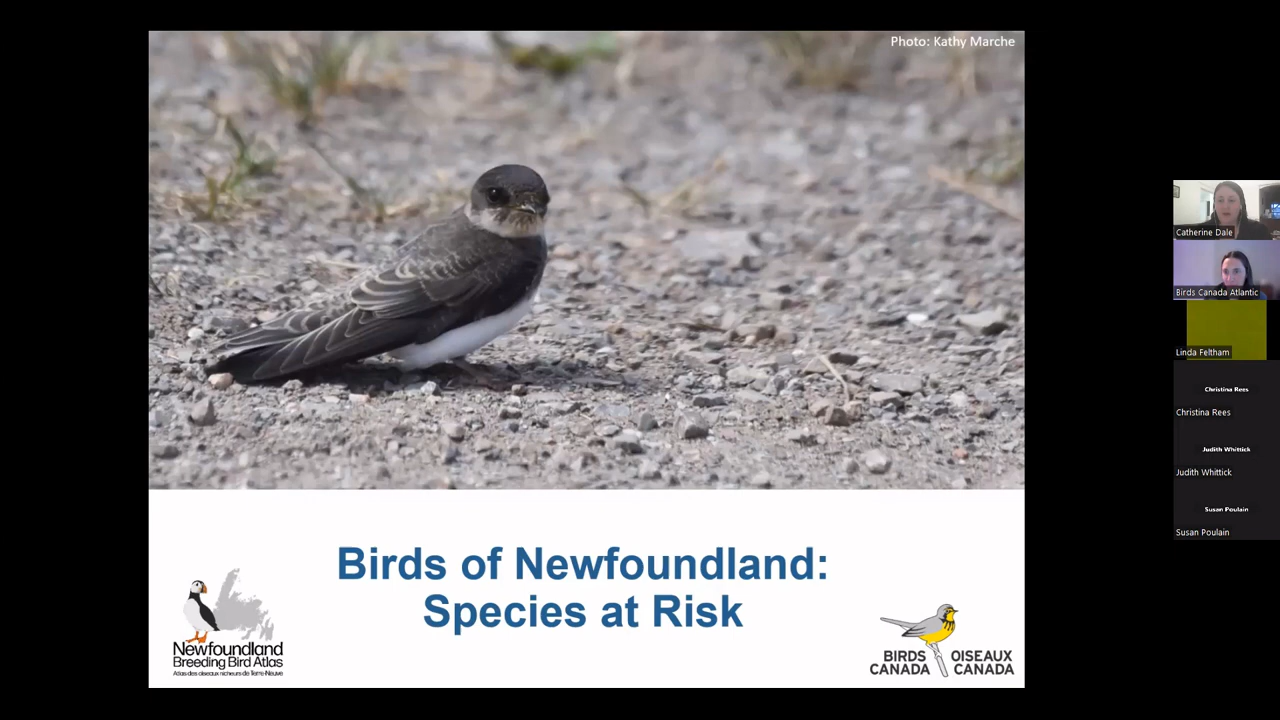 Photo: Kathy Marche
Birds of Newfoundland:
Species at Risk
Newfoundland
Breeding Bird Atlas
Atlas des oiseaux nicheurs de Terre-Neuve
BIRDS
CANADA
OISEAUX
CANADA
Catherine Dale
Birds Canada Atlantic
Linda Feltham
Christina Rees
Christina Rees
Judith Whittick
Judith Whittick
Susan Poulain
Susan Poulain